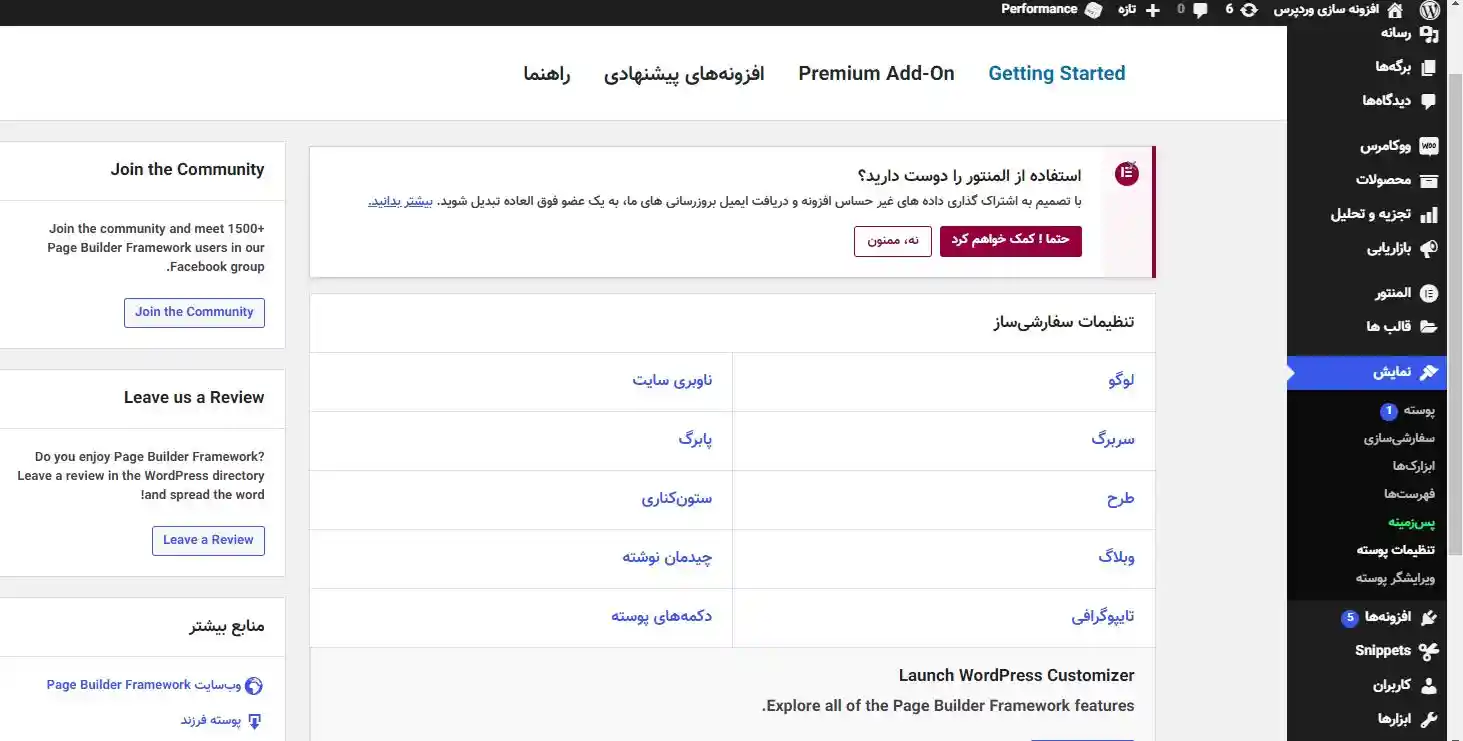 افزونه سازی وردپرس
6
0
تازه
Performance
رسانه
برگه‌ها
دیدگاه‌ها
ووکامرس
محصولات
تجزیه و تحلیل
بازاریابی
المنتور
قالب ها
نمایش
پوسته 1
سفارشی‌سازی
ابزارک‌ها
فهرست‌ها
پس‌زمینه
تنظیمات پوسته
ویرایشگر پوسته
افزونه‌ها 5
Snippets
کاربران
ابزارها
Getting Started
Premium Add-On
افزونه‌های پیشنهادی
راهنما
استفاده از المنتور را دوست دارید؟
با تصمیم به اشتراک گذاری داده های غیر حساس افزونه و دریافت ایمیل بروزرسانی های ما، به یک عضو فوق العاده تبدیل شوید. بیشتر بدانید.
حتما ! کمک خواهم کرد
نه، ممنون
تنظیمات سفارشی‌ساز
لوگو
ناوبری سایت
سربرگ
پابرگ
طرح
ستون‌کناری
وبلاگ
چیدمان نوشته
تایپوگرافی
دکمه‌های پوسته
Launch WordPress Customizer
.Explore all of the Page Builder Framework features
Join the Community
Join the community and meet 1500+
Page Builder Framework users in our
.Facebook group
Join the Community
Leave us a Review
Do you enjoy Page Builder Framework?
Leave a review in the WordPress directory
!and spread the word
Leave a Review
منابع بیشتر
وب‌سایت Page Builder Framework
پوسته فرزند